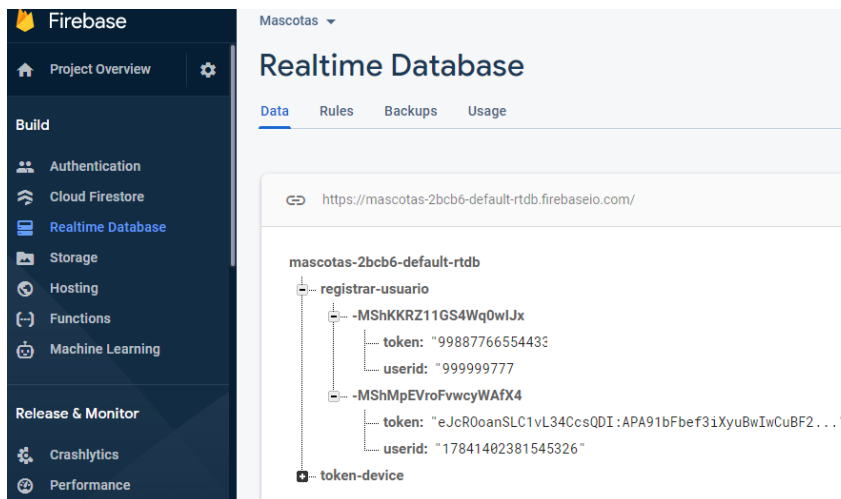 Firebase
Mascotas
Project Overview
Realtime Database
Data Rules Backups Usage
Build
Authentication
Cloud Firestore
Realtime Database
Storage
Hosting
Functions
Machine Learning
Release & Monitor
Crashlytics
Performance
https://mascotas-2bcb6-default-rtdb.firebaseio.com/
mascotas-2bcb6-default-rtdb
registrar-usuario
-MShKKRZ11GS4Wq0wIJx
token: "99887766554433
userid: "999999777
-MShMpEVroFvwcyWAfX4
token: "eJcROoanSLC1vL34CcsQDI:APA91bFbef3iXyuBwIwCuBF2..."
userid: "17841402381545326"
token-device